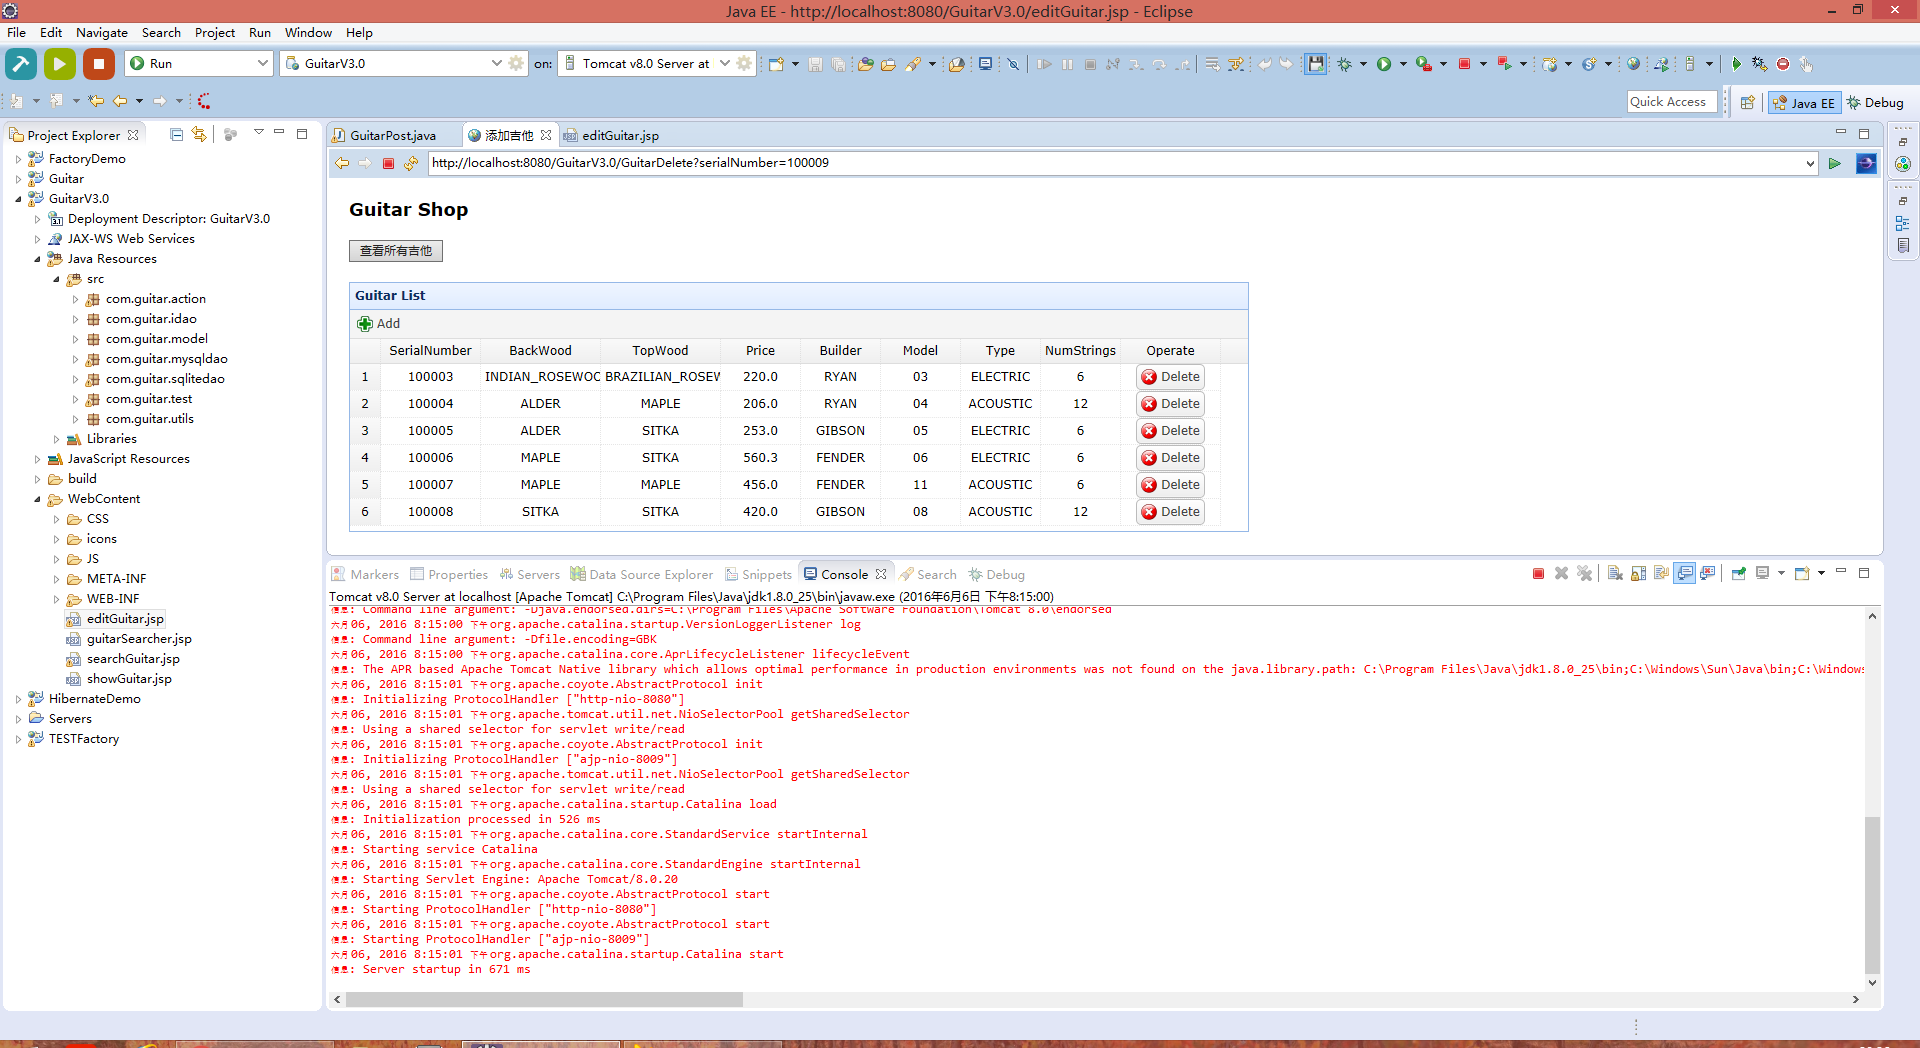 Java EE - http://localhost:8080/GuitarV3.0/editGuitar.jsp - Eclipse
File Edit Navigate Search Project Run Window Help
Run GuitarV3.0 on: Tomcat v8.0 Server at
Quick Access Java EE Debug
Project Explorer
FactoryDemo
Guitar
GuitarV3.0
Deployment Descriptor: GuitarV3.0
JAX-WS Web Services
Java Resources
src
com.guitar.action
com.guitar.idao
com.guitar.model
com.guitar.mysqldao
com.guitar.sqlitedao
com.guitar.test
com.guitar.utils
Libraries
JavaScript Resources
build
WebContent
CSS
icons
JS
META-INF
WEB-INF
editGuitar.jsp
guitarSearcher.jsp
searchGuitar.jsp
showGuitar.jsp
HibernateDemo
Servers
TESTFactory
GuitarPost.java 添加吉他 editGuitar.jsp
http://localhost:8080/GuitarV3.0/GuitarDelete?serialNumber=100009
Guitar Shop
查看所有吉他
Guitar List
Add
SerialNumber BackWood TopWood Price Builder Model Type NumStrings Operate
1 100003 INDIAN_ROSEWOO BRAZILIAN_ROSEW 220.0 RYAN 03 ELECTRIC 6 Delete
2 100004 ALDER MAPLE 206.0 RYAN 04 ACOUSTIC 12 Delete
3 100005 ALDER SITKA 253.0 GIBSON 05 ELECTRIC 6 Delete
4 100006 MAPLE SITKA 560.3 FENDER 06 ELECTRIC 6 Delete
5 100007 MAPLE MAPLE 456.0 FENDER 11 ACOUSTIC 6 Delete
6 100008 SITKA SITKA 420.0 GIBSON 08 ACOUSTIC 12 Delete
Markers Properties Servers Data Source Explorer Snippets Console Search Debug
Tomcat v8.0 Server at localhost [Apache Tomcat] C:\Program Files\Java\jdk1.8.0_25\bin\javaw.exe (2016年6月6日 下午8:15:00)
信息: Command line argument: -Djava.endorsed.dirs=C:\Program Files\Apache Software Foundation\Tomcat 8.0\endorsed
六月 06, 2016 8:15:00 下午 org.apache.catalina.startup.VersionLoggerListener log
信息: Command line argument: -Dfile.encoding=GBK
六月 06, 2016 8:15:00 下午 org.apache.catalina.core.AprLifecycleListener lifecycleEvent
信息: The APR based Apache Tomcat Native library which allows optimal performance in production environments was not found on the java.library.path: C:\Program Files\Java\jdk1.8.0_25\bin;C:\Windows\Sun\Java\bin;C:\Windows
六月 06, 2016 8:15:01 下午 org.apache.coyote.AbstractProtocol init
信息: Initializing ProtocolHandler ["http-nio-8080"]
六月 06, 2016 8:15:01 下午 org.apache.tomcat.util.net.NioSelectorPool getSharedSelector
信息: Using a shared selector for servlet write/read
六月 06, 2016 8:15:01 下午 org.apache.coyote.AbstractProtocol init
信息: Initializing ProtocolHandler ["ajp-nio-8009"]
六月 06, 2016 8:15:01 下午 org.apache.tomcat.util.net.NioSelectorPool getSharedSelector
信息: Using a shared selector for servlet write/read
六月 06, 2016 8:15:01 下午 org.apache.catalina.startup.Catalina load
信息: Initialization processed in 526 ms
六月 06, 2016 8:15:01 下午 org.apache.catalina.core.StandardService startInternal
信息: Starting service Catalina
六月 06, 2016 8:15:01 下午 org.apache.catalina.core.StandardEngine startInternal
信息: Starting Servlet Engine: Apache Tomcat/8.0.20
六月 06, 2016 8:15:01 下午 org.apache.coyote.AbstractProtocol start
信息: Starting ProtocolHandler ["http-nio-8080"]
六月 06, 2016 8:15:01 下午 org.apache.coyote.AbstractProtocol start
信息: Starting ProtocolHandler ["ajp-nio-8009"]
六月 06, 2016 8:15:01 下午 org.apache.catalina.startup.Catalina start
信息: Server startup in 671 ms